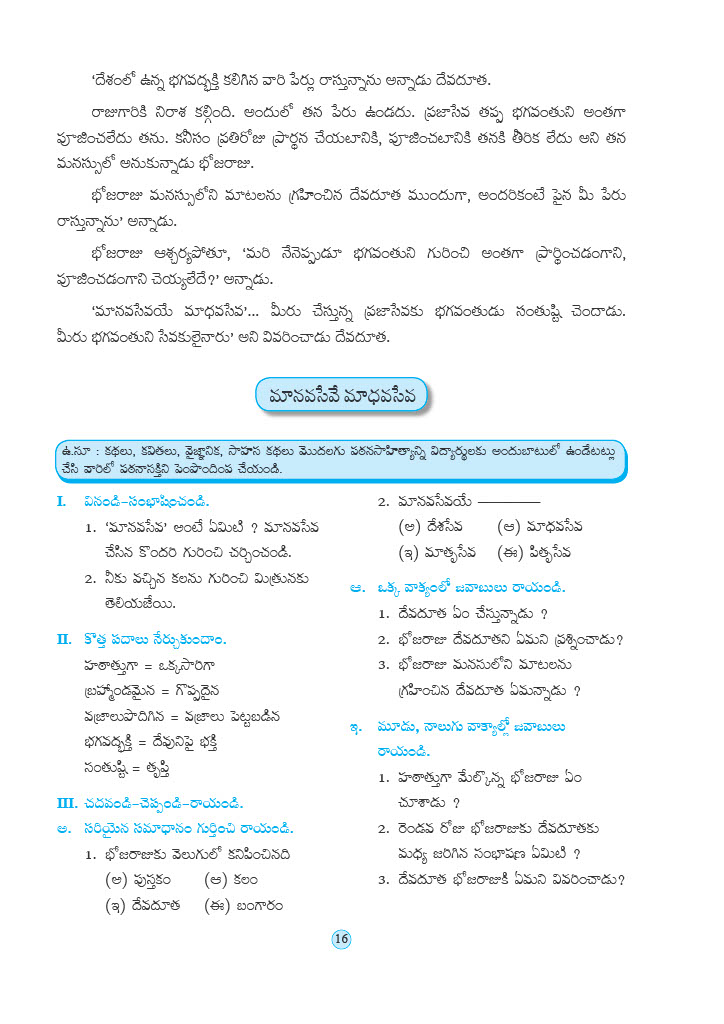 ‘దేశంలో ఉన్న భగవద్భక్తి కలిగిన వారి పేర్లు రాస్తున్నాను అన్నాడు దేవదూత.
రాజుగారికి నిరాశ కల్గింది. అందులో తన పేరు ఉండదు. ప్రజాసేవ తప్ప భగవంతుని అంతగా
పూజించలేదు తను. కనీసం ప్రతిరోజు ప్రార్థన చేయటానికి, పూజించటానికి తనకి తీరిక లేదు అని తన
మనస్సులో అనుకున్నాడు భోజరాజు.
భోజరాజు మనస్సులోని మాటలను గ్రహించిన దేవదూత ముందుగా, అందరికంటే పైన మీ పేరు
రాస్తున్నాను’ అన్నాడు.
భోజరాజు ఆశ్చర్యపోతూ, ‘మరి నేనెప్పుడూ భగవంతుని గురించి అంతగా ప్రార్థించడంగాని,
పూజించడంగాని చెయ్యలేదే?’ అన్నాడు.
‘మానవసేవయే మాధవసేవ’... మీరు చేస్తున్న ప్రజాసేవకు భగవంతుడు సంతుష్టి చెందాడు.
మీరు భగవంతుని సేవకులైనారు’ అని వివరించాడు దేవదూత.
మానవసేవే మాధవసేవ
ఉ.సూ : కథలు, కవితలు, వైజ్ఞానిక, సాహస కథలు మొదలగు పఠనసాహిత్యాన్ని విద్యార్థులకు అందుబాటులో ఉండేటట్లు
చేసి వారిలో పఠనాసక్తిని పెంపొందింప చేయండి.
I. వినండి-సంభాషించండి.
1. ‘మానవసేవ’ అంటే ఏమిటి ? మానవసేవ
చేసిన కొందరి గురించి చర్చించండి.
2. నీకు వచ్చిన కలను గురించి మిత్రునకు
తెలియజేయి.
II. కొత్త పదాలు నేర్చుకుందాం.
హఠాత్తుగా = ఒక్కసారిగా
బ్రహ్మాండమైన = గొప్పదైన
వజ్రాలుపొదిగిన = వజ్రాలు పెట్టబడిన
భగవద్భక్తి = దేవునిపై భక్తి
సంతుష్టి = తృప్తి
III. చదవండి-చెప్పండి-రాయండి.
అ. సరియైన సమాధానం గుర్తించి రాయండి.
1. భోజరాజుకు వెలుగులో కనిపించినది
(అ) పుస్తకం (ఆ) కలం
(ఇ) దేవదూత (ఈ) బంగారం
2. మానవసేవయే ————
(అ) దేశసేవ (ఆ) మాధవసేవ
(ఇ) మాతృసేవ (ఈ) పితృసేవ
ఆ. ఒక్క వాక్యంలో జవాబులు రాయండి.
1. దేవదూత ఏం చేస్తున్నాడు ?
2. భోజరాజు దేవదూతని ఏమని ప్రశ్నించాడు?
3. భోజరాజు మనసులోని మాటలను
గ్రహించిన దేవదూత ఏమన్నాడు ?
ఇ. మూడు, నాలుగు వాక్యాల్లో జవాబులు
రాయండి.
1. హఠాత్తుగా మేల్కొన్న భోజరాజు ఏం
చూశాడు ?
2. రెండవ రోజు భోజరాజుకు దేవదూతకు
మధ్య జరిగిన సంభాషణ ఏమిటి ?
3. దేవదూత భోజరాజుకి ఏమని వివరించాడు?
16